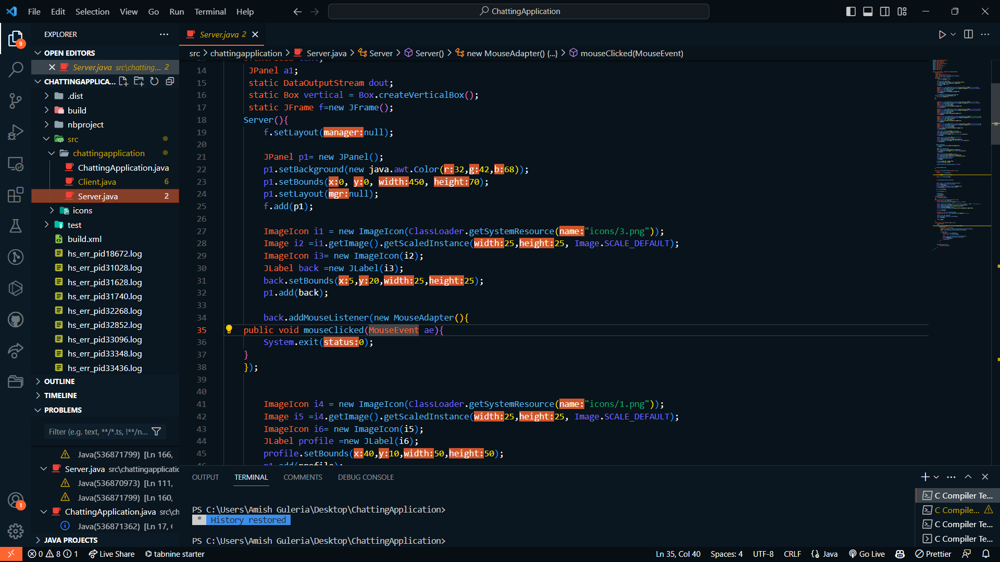 File Edit Selection View Go Run Terminal Help
ChattingApplication
9
EXPLORER
OPEN EDITORS
Server.java src\chatting... 2
CHATTINGAPPLICA...
.dist
build
nbproject
src
chattingapplication
ChattingApplication.java
Client.java 6
Server.java 2
icons
test
build.xml
hs_err_pid18672.log
hs_err_pid31028.log
hs_err_pid31628.log
hs_err_pid31740.log
hs_err_pid32268.log
hs_err_pid32852.log
hs_err_pid33096.log
hs_err_pid33348.log
hs_err_pid33436.log
OUTLINE
TIMELINE
PROBLEMS
Filter (e.g. text, **/*.ts, !**/n...
Java(536871799) [Ln 166,
Server.java src\chattingapplicatio
Java(536870973) [Ln 111,
Java(536871799) [Ln 160,
ChattingApplication.java src\ch
Java(536871362) [Ln 17,
JAVA PROJECTS
1
Server.java 2
src > chattingapplication > Server.java > Server > Server() > new MouseAdapter() {...} > mouseClicked(MouseEvent)
14 JPanel a1;
15 static DataOutputStream dout;
16 static Box vertical = Box.createVerticalBox();
17 static JFrame f=new JFrame();
18 Server(){
19 f.setLayout(manager:null);
20
21 JPanel p1= new JPanel();
22 p1.setBackground(new java.awt.Color(r:32,g:42,b:68));
23 p1.setBounds(x:0, y:0, width:450, height:70);
24 p1.setLayout(mgr:null);
25 f.add(p1);
26
27 ImageIcon i1 = new ImageIcon(ClassLoader.getSystemResource(name:"icons/3.png"));
28 Image i2 =i1.getImage().getScaledInstance(width:25,height:25, Image.SCALE_DEFAULT);
29 ImageIcon i3= new ImageIcon(i2);
30 JLabel back =new JLabel(i3);
31 back.setBounds(x:5,y:20,width:25,height:25);
32 p1.add(back);
33
34 back.addMouseListener(new MouseAdapter(){
35 public void mouseClicked(MouseEvent ae){
36 System.exit(status:0);
37 }
38 });
39
40
41 ImageIcon i4 = new ImageIcon(ClassLoader.getSystemResource(name:"icons/1.png"));
42 Image i5 =i4.getImage().getScaledInstance(width:25,height:25, Image.SCALE_DEFAULT);
43 ImageIcon i6= new ImageIcon(i5);
44 JLabel profile =new JLabel(i6);
45 profile.setBounds(x:40,y:10,width:50,height:50);
OUTPUT TERMINAL COMMENTS DEBUG CONSOLE
PS C:\Users\Amish Guleria\Desktop\ChattingApplication>
* History restored
PS C:\Users\Amish Guleria\Desktop\ChattingApplication>
C Compiler Te...
C Compile...
C Compiler Te...
C Compiler Te...
0 8 1 Live Share tabnine starter
Ln 35, Col 40 Spaces: 4 UTF-8 CRLF Java Go Live Prettier